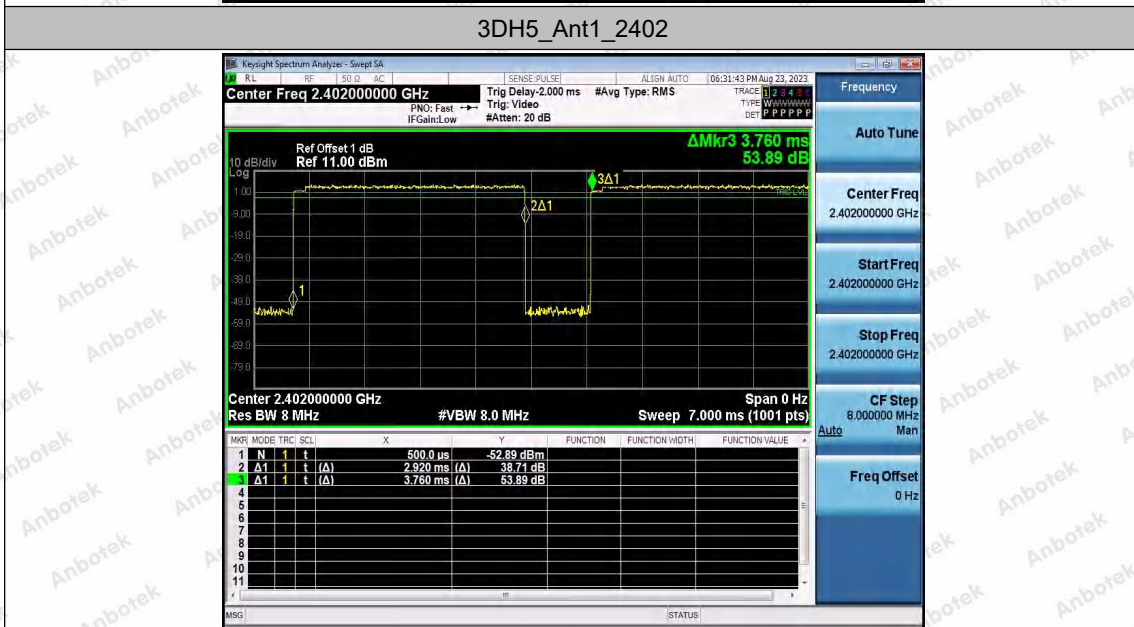 3DH5_Ant1_2402
Keysight Spectrum Analyzer - Swept SA
RL RF 50 Ω AC SENSE:PULSE ALIGN AUTO 06:31:43 PM Aug 23, 2023
Center Freq 2.402000000 GHz
PNO: Fast
IFGain:Low
Trig Delay-2.000 ms #Avg Type: RMS
Trig: Video
#Atten: 20 dB
TRACE 1 2 3 4 5 6
TYPE W
DET P P P P P P
Frequency
Auto Tune
Center Freq
2.402000000 GHz
Start Freq
2.402000000 GHz
Stop Freq
2.402000000 GHz
CF Step
8.000000 MHz
Auto Man
Freq Offset
0 Hz
ΔMkr3 3.760 ms
53.89 dB
Ref Offset 1 dB
10 dB/div Ref 11.00 dBm
Log
1.00
-9.00
-19.0
-29.0
-39.0
-49.0
-59.0
-69.0
-79.0
1
2Δ1
3Δ1
TRIG LVL
Center 2.402000000 GHz Span 0 Hz
Res BW 8 MHz #VBW 8.0 MHz Sweep 7.000 ms (1001 pts)
MKR MODE TRC SCL X Y FUNCTION FUNCTION WIDTH FUNCTION VALUE
1 N 1 t 500.0 µs -52.89 dBm
2 Δ1 1 t (Δ) 2.920 ms (Δ) 38.71 dB
3 Δ1 1 t (Δ) 3.760 ms (Δ) 53.89 dB
4
5
6
7
8
9
10
11
MSG STATUS
Anbotek